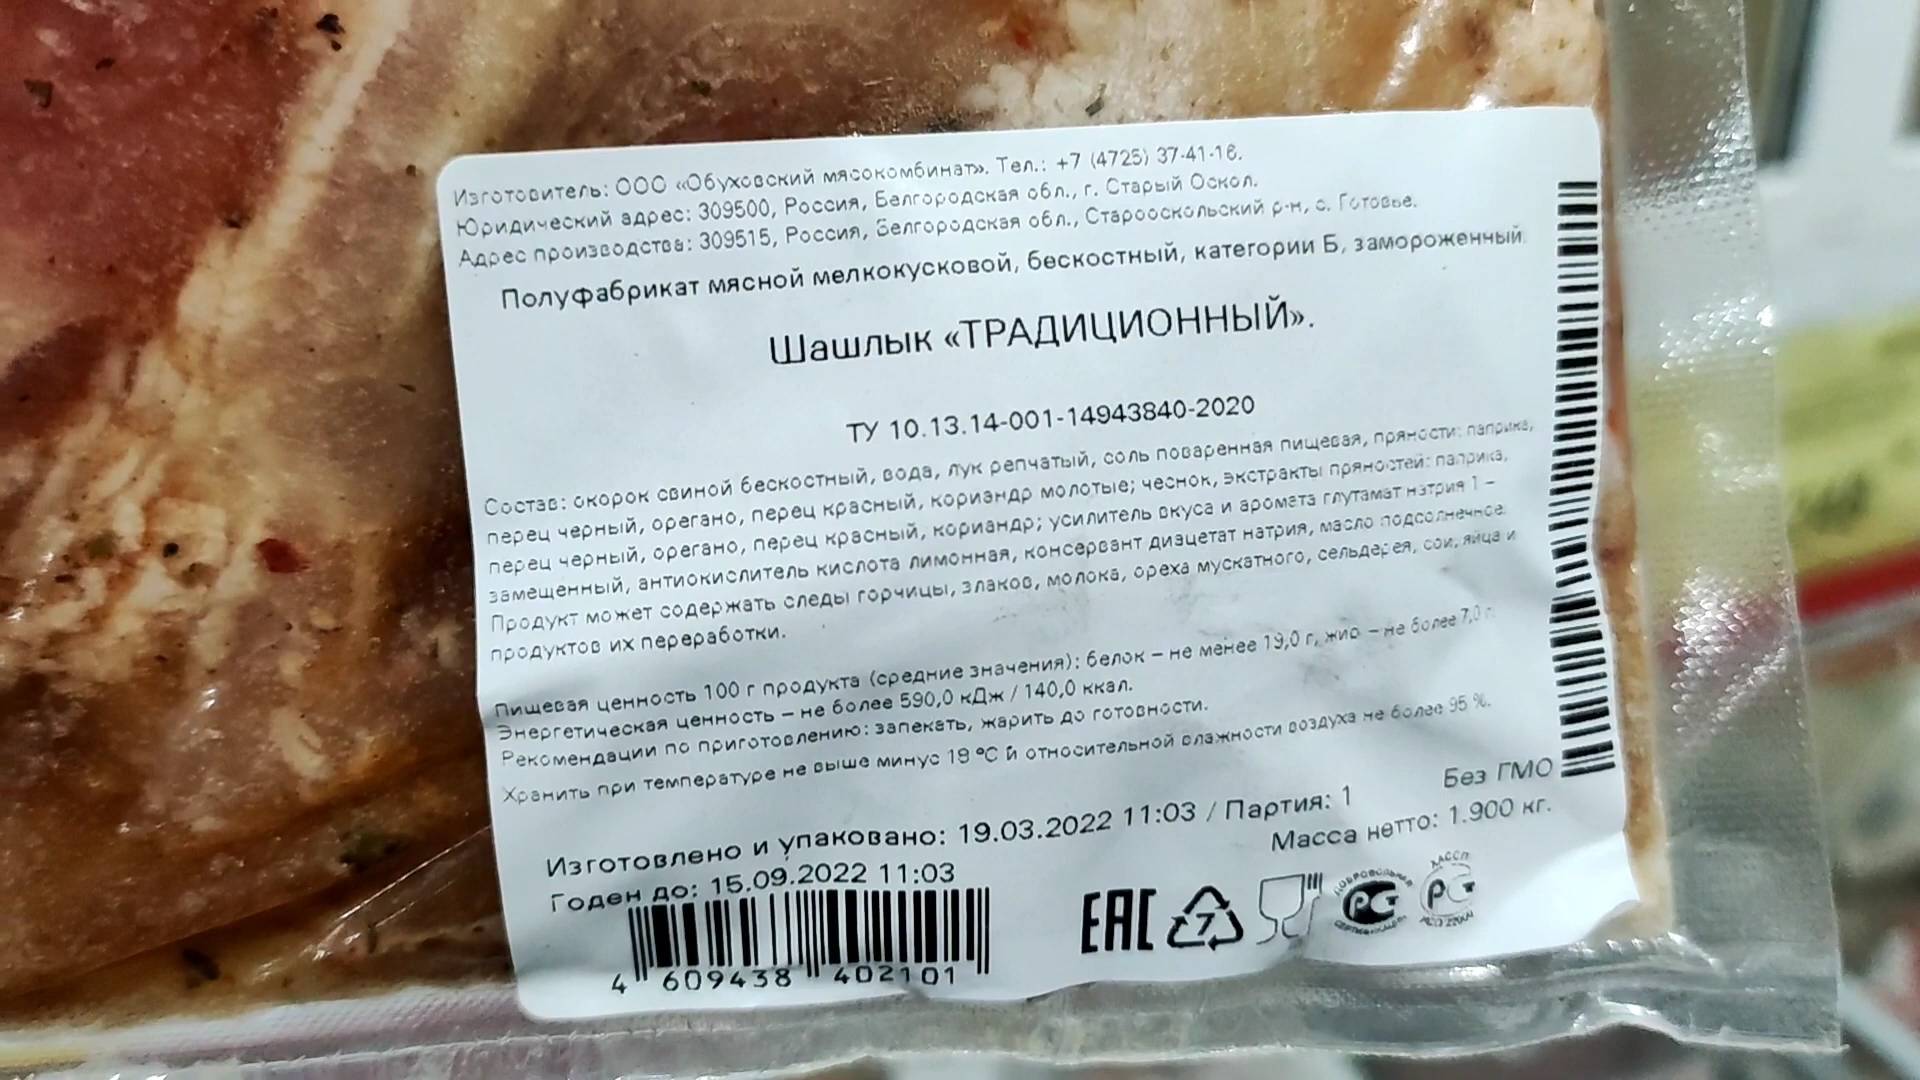 Изготовитель: ООО «Обуховский мясокомбинат». Тел.: +7 (4725) 37-41-16.
Юридический адрес: 309500, Россия, Белгородская обл., г. Старый Оскол.
Адрес производства: 309515, Россия, Белгородская обл., Старооскольский р-н, с. Готовье.
Полуфабрикат мясной мелкокусковой, бескостный, категории Б, замороженный
Шашлык «ТРАДИЦИОННЫЙ».
ТУ 10.13.14-001-14943840-2020
Состав: окорок свиной бескостный, вода, лук репчатый, соль поваренная пищевая, пряности: паприка,
перец черный, орегано, перец красный, кориандр молотые; чеснок, экстракты пряностей: паприка,
перец черный, орегано, перец красный, кориандр; усилитель вкуса и аромата глутамат натрия 1 –
замещенный, антиокислитель кислота лимонная, консервант диацетат натрия, масло подсолнечное.
Продукт может содержать следы горчицы, злаков, молока, ореха мускатного, сельдерея, сои, яйца и
продуктов их переработки.
Пищевая ценность 100 г продукта (средние значения): белок – не менее 19,0 г, жир – не более 7,0 г.
Энергетическая ценность – не более 590,0 кДж / 140,0 ккал.
Рекомендации по приготовлению: запекать, жарить до готовности.
Хранить при температуре не выше минус 18 °С и относительной влажности воздуха не более 95 %.
Без ГМО
Изготовлено и упаковано: 19.03.2022 11:03 / Партия: 1
Масса нетто: 1.900 кг.
Годен до: 15.09.2022 11:03
4 609438 402101
EAC
7
ДОБРОВОЛЬНАЯ
РСТ
СЕРТИФИКАЦИЯ
РСТ